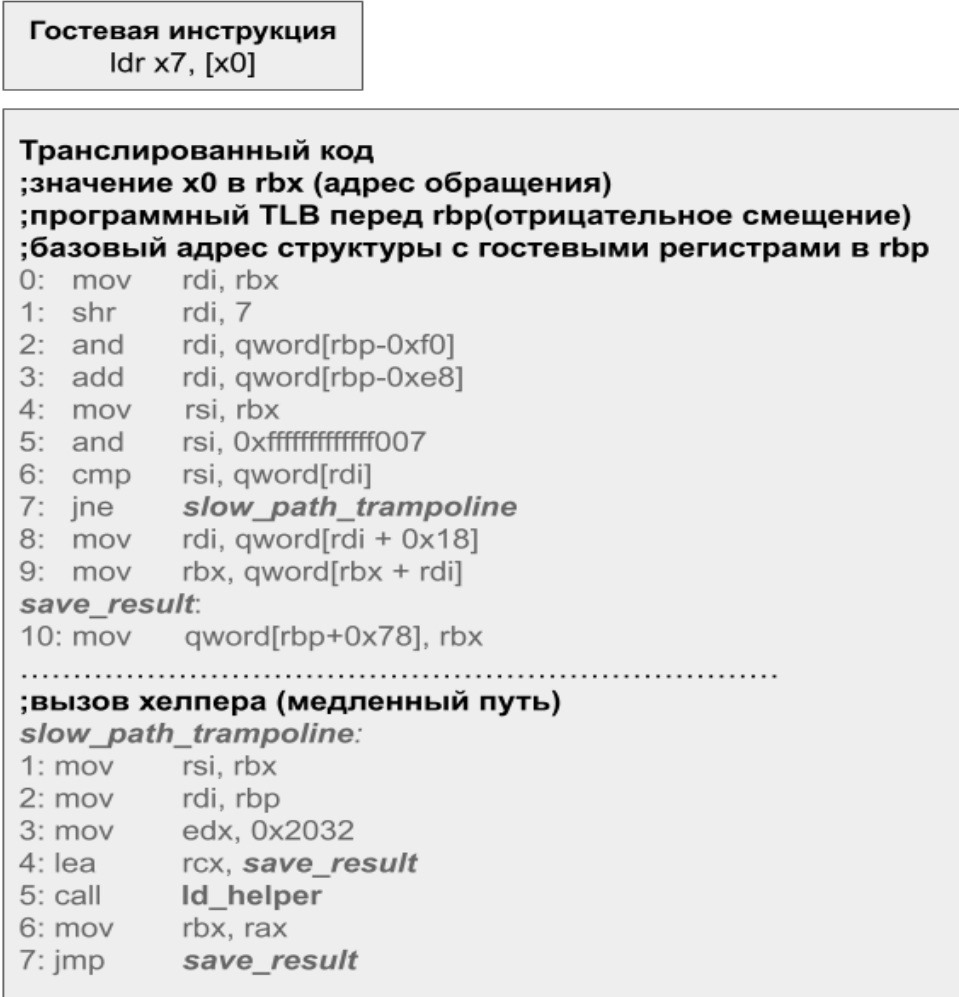 Гостевая инструкция
ldr x7, [x0]
Транслированный код
;значение x0 в rbx (адрес обращения)
;программный TLB перед rbp(отрицательное смещение)
;базовый адрес структуры с гостевыми регистрами в rbp
0: mov rdi, rbx
1: shr rdi, 7
2: and rdi, qword[rbp-0xf0]
3: add rdi, qword[rbp-0xe8]
4: mov rsi, rbx
5: and rsi, 0xfffffffffffff007
6: cmp rsi, qword[rdi]
7: jne slow_path_trampoline
8: mov rdi, qword[rdi + 0x18]
9: mov rbx, qword[rbx + rdi]
save_result:
10: mov qword[rbp+0x78], rbx
……………………………………………………………
;вызов хелпера (медленный путь)
slow_path_trampoline:
1: mov rsi, rbx
2: mov rdi, rbp
3: mov edx, 0x2032
4: lea rcx, save_result
5: call ld_helper
6: mov rbx, rax
7: jmp save_result